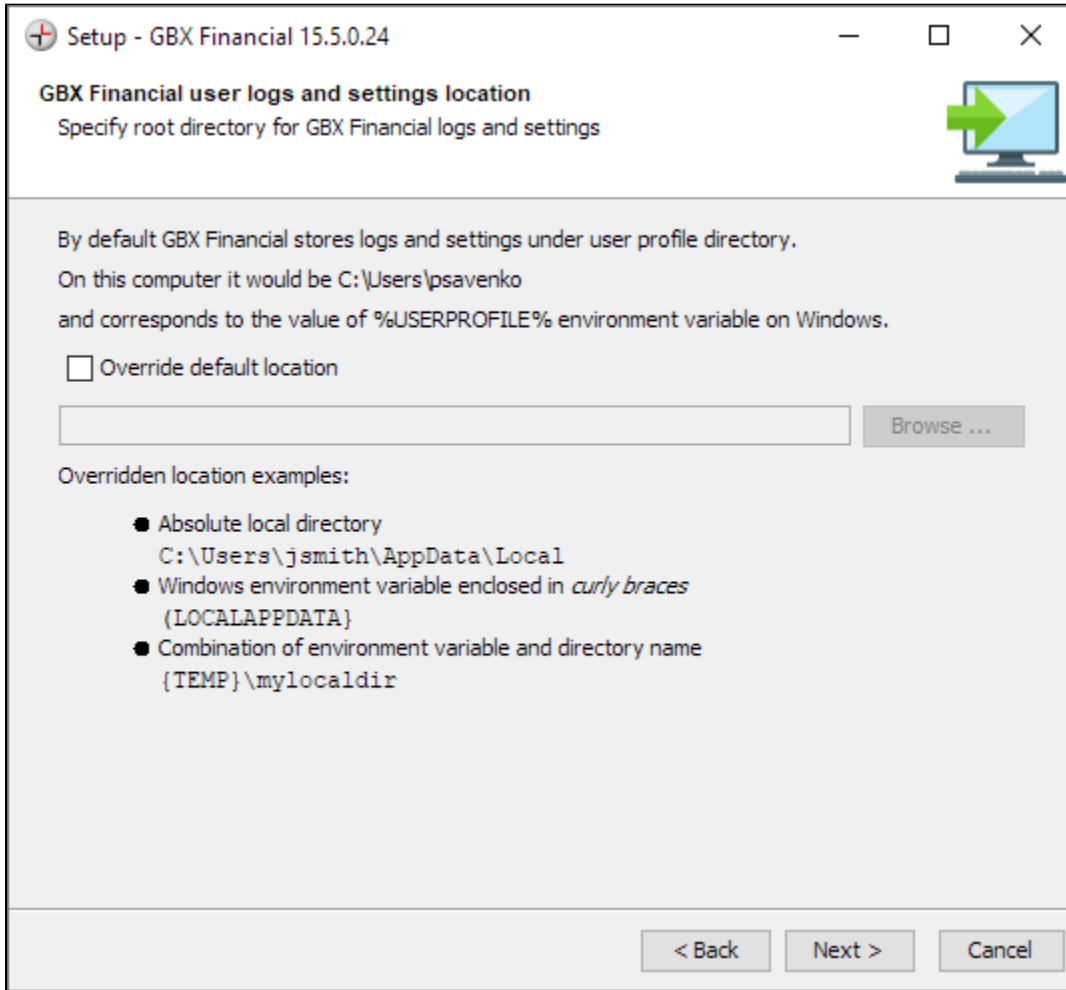 Setup - GBX Financial 15.5.0.24
GBX Financial user logs and settings location
Specify root directory for GBX Financial logs and settings
By default GBX Financial stores logs and settings under user profile directory.
On this computer it would be C:\Users\psavenko
and corresponds to the value of %USERPROFILE% environment variable on Windows.
Override default location
Browse ...
Overridden location examples:
● Absolute local directory
C:\Users\jsmith\AppData\Local
● Windows environment variable enclosed in curly braces
(LOCALAPPDATA}
● Combination of environment variable and directory name
{TEMP}\mylocaldir
< Back
Next >
Cancel